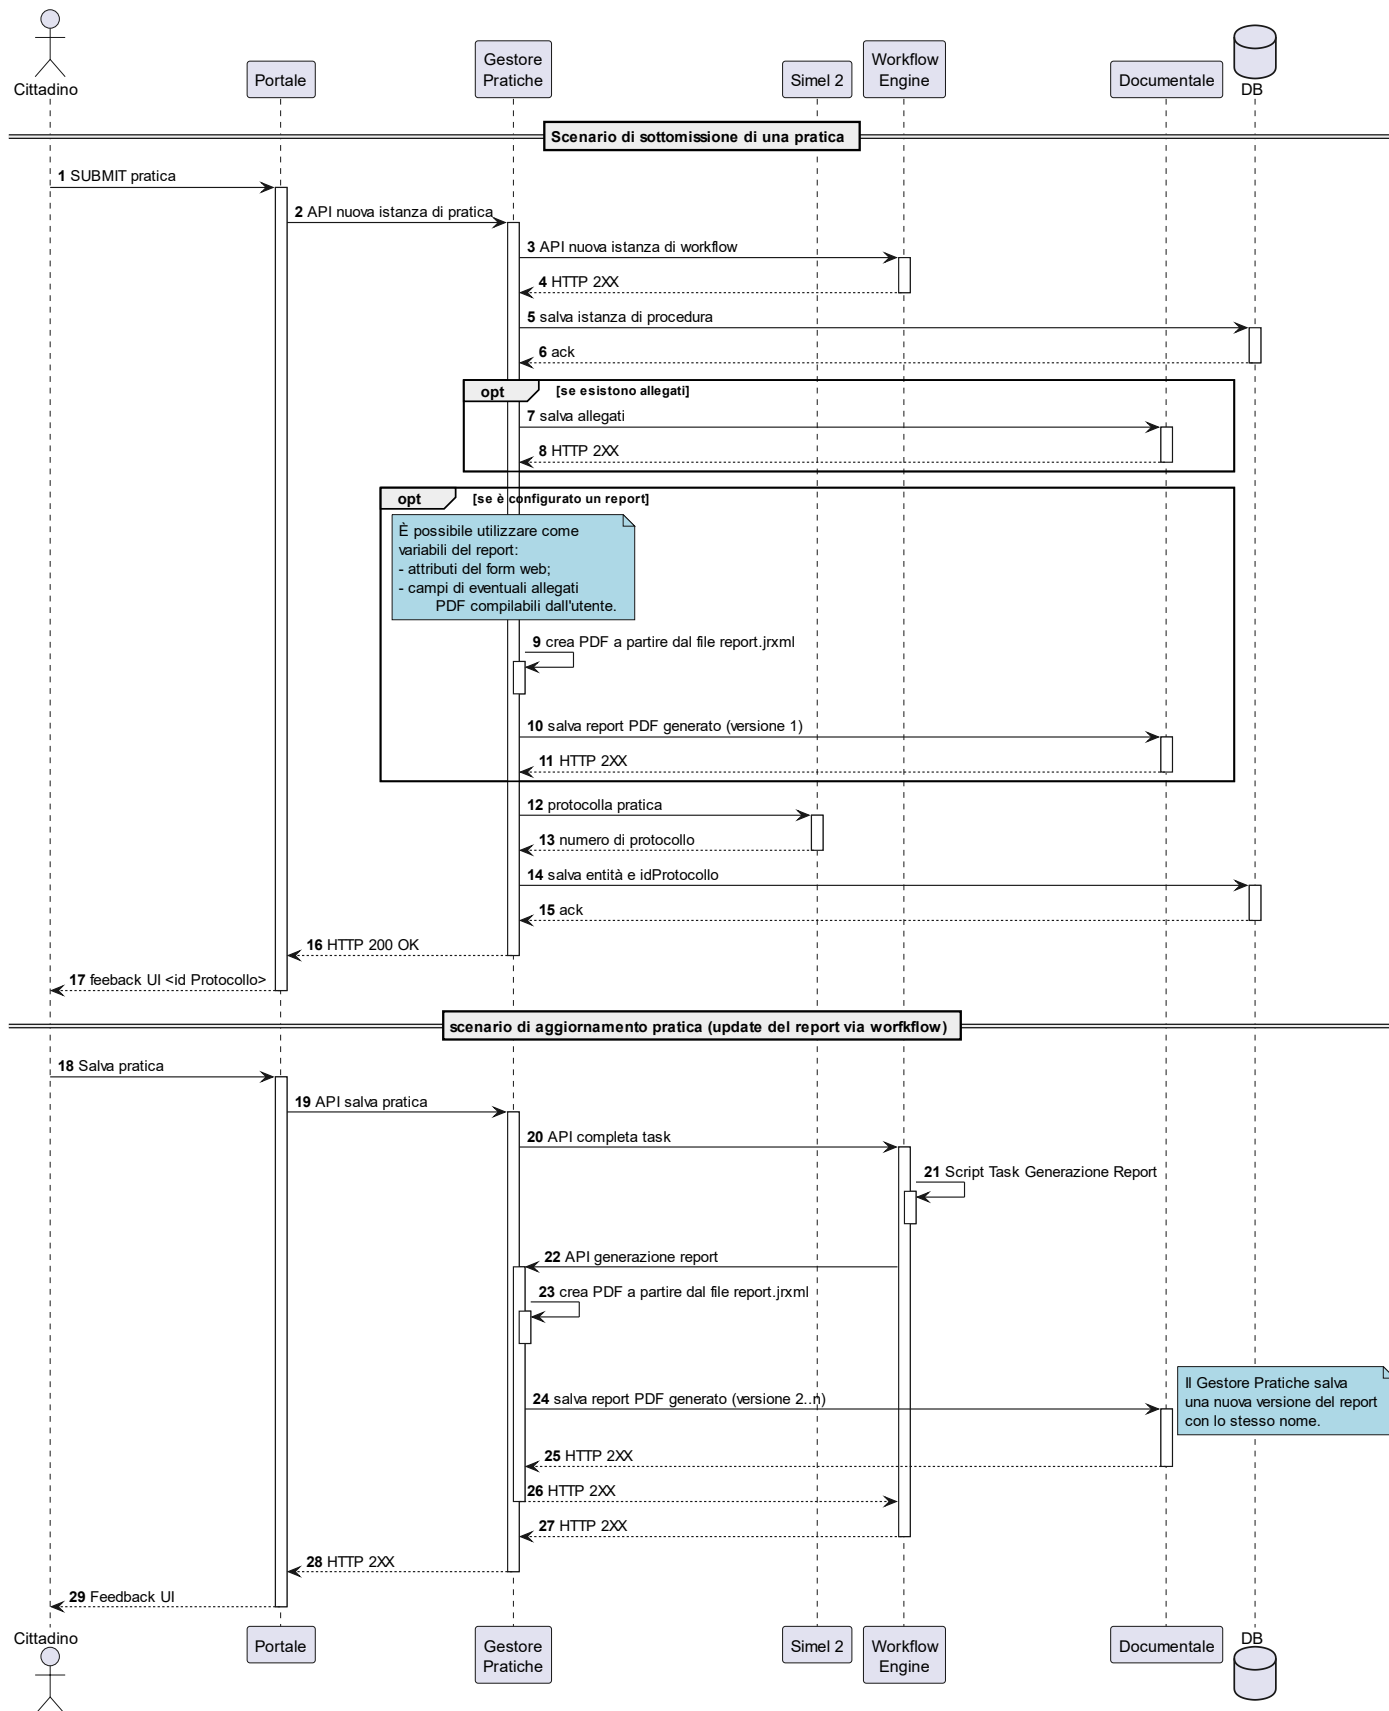 Cittadino
Portale
Gestore
Pratiche
Simel 2
Workflow
Engine
Documentale
DB
Scenario di sottomissione di una pratica
1 SUBMIT pratica
2 API nuova istanza di pratica
3 API nuova istanza di workflow
4 HTTP 2XX
5 salva istanza di procedura
6 ack
opt [se esistono allegati]
7 salva allegati
8 HTTP 2XX
opt [se è configurato un report]
È possibile utilizzare come
variabili del report:
- attributi del form web;
- campi di eventuali allegati
PDF compilabili dall'utente.
9 crea PDF a partire dal file report.jrxml
10 salva report PDF generato (versione 1)
11 HTTP 2XX
12 protocolla pratica
13 numero di protocollo
14 salva entità e idProtocollo
15 ack
16 HTTP 200 OK
17 feeback UI <id Protocollo>
scenario di aggiornamento pratica (update del report via worfkflow)
18 Salva pratica
19 API salva pratica
20 API completa task
21 Script Task Generazione Report
22 API generazione report
23 crea PDF a partire dal file report.jrxml
24 salva report PDF generato (versione 2..n)
Il Gestore Pratiche salva
una nuova versione del report
con lo stesso nome.
25 HTTP 2XX
26 HTTP 2XX
27 HTTP 2XX
28 HTTP 2XX
29 Feedback UI
Cittadino
Portale
Gestore
Pratiche
Simel 2
Workflow
Engine
Documentale
DB